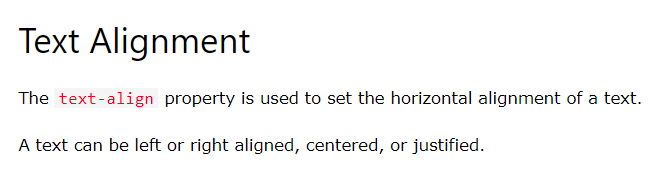 Text Alignment
The text-align property is used to set the horizontal alignment of a text.
A text can be left or right aligned, centered, or justified.